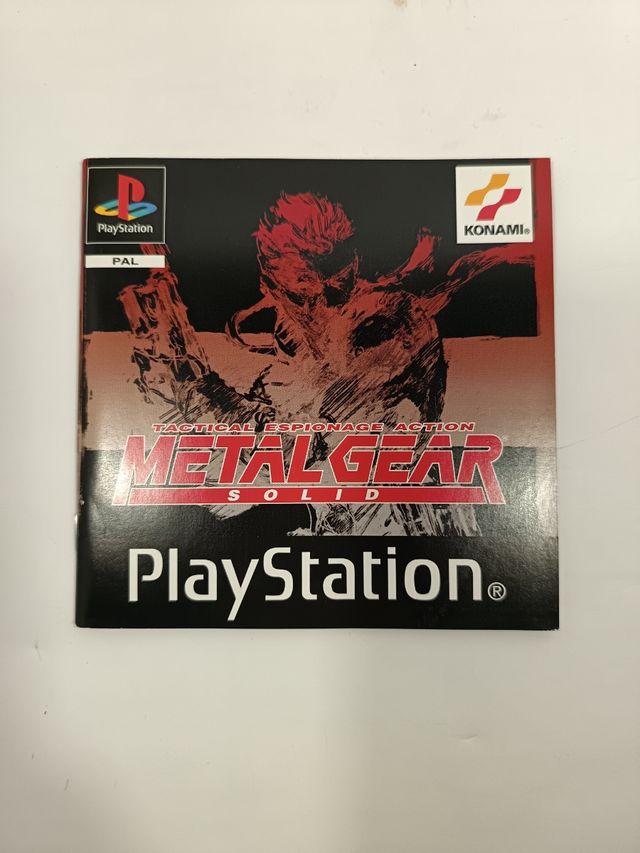 PlayStation
PAL
KONAMI®
TACTICAL ESPIONAGE ACTION
METAL GEAR
SOLID
PlayStation®